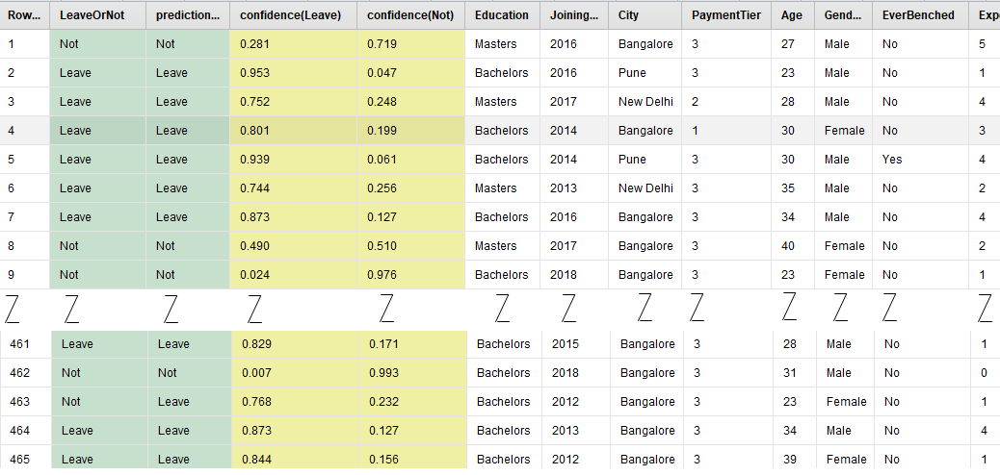 Row... LeaveOrNot prediction... confidence(Leave) confidence(Not) Education Joining... City PaymentTier Age Gend... EverBenched Expe
1 Not Not 0.281 0.719 Masters 2016 Bangalore 3 27 Male No 5
2 Leave Leave 0.953 0.047 Bachelors 2016 Pune 3 23 Male No 1
3 Leave Leave 0.752 0.248 Masters 2017 New Delhi 2 28 Male No 4
4 Leave Leave 0.801 0.199 Bachelors 2014 Bangalore 1 30 Female No 3
5 Leave Leave 0.939 0.061 Bachelors 2014 Pune 3 30 Male Yes 4
6 Leave Leave 0.744 0.256 Masters 2013 New Delhi 3 35 Male No 2
7 Leave Leave 0.873 0.127 Bachelors 2016 Bangalore 3 34 Male No 4
8 Not Not 0.490 0.510 Masters 2017 Bangalore 3 40 Female No 2
9 Not Not 0.024 0.976 Bachelors 2018 Bangalore 3 23 Female No 1
461 Leave Leave 0.829 0.171 Bachelors 2015 Bangalore 3 28 Male No 1
462 Not Not 0.007 0.993 Bachelors 2018 Bangalore 3 31 Male No 0
463 Not Leave 0.768 0.232 Bachelors 2012 Bangalore 3 23 Female No 1
464 Leave Leave 0.873 0.127 Bachelors 2013 Bangalore 3 34 Male No 4
465 Leave Leave 0.844 0.156 Bachelors 2012 Bangalore 3 39 Female No 1